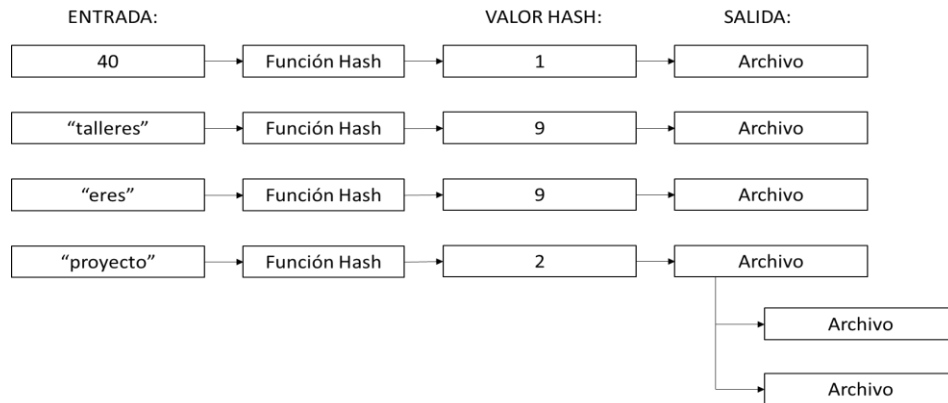 ENTRADA: VALOR HASH: SALIDA:
40 Función Hash 1 Archivo
“talleres” Función Hash 9 Archivo
“eres” Función Hash 9 Archivo
“proyecto” Función Hash 2 Archivo
Archivo
Archivo